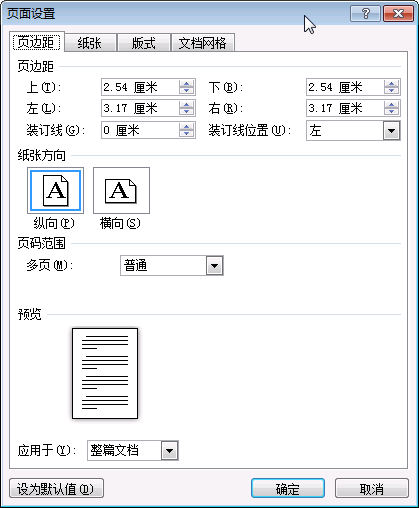 页面设置
页边距 纸张 版式 文档网格
页边距
上(T): 2.54 厘米 下(B): 2.54 厘米
左(L): 3.17 厘米 右(R): 3.17 厘米
装订线(G): 0 厘米 装订线位置(U): 左
纸张方向
A A
纵向(P) 横向(S)
页码范围
多页(M): 普通
预览
应用于(Y): 整篇文档
设为默认值(D) 确定 取消